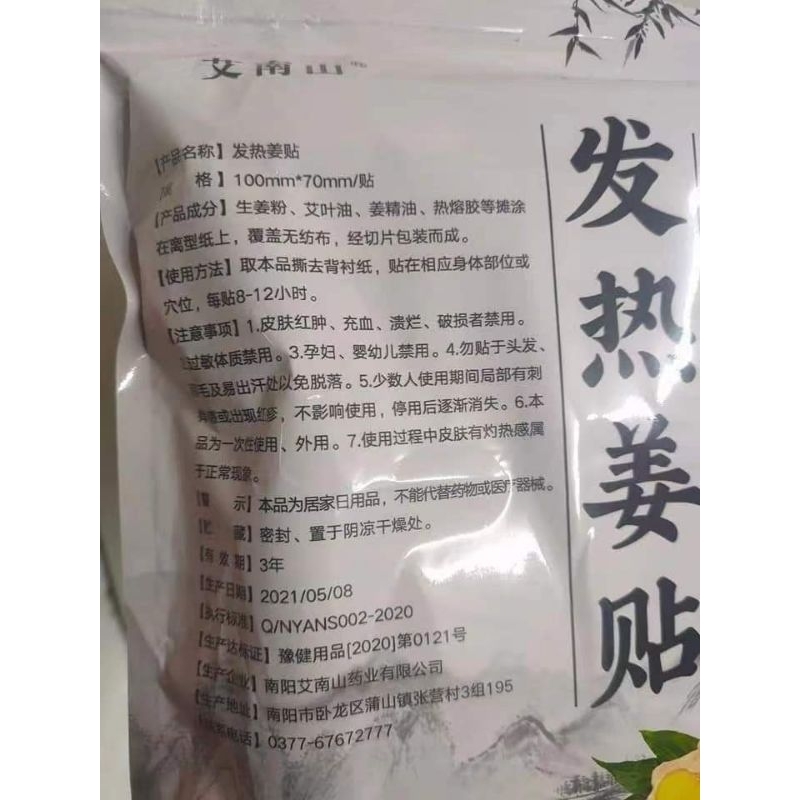 艾南山
【产品名称】发热姜贴
格】100mm*70mm/贴
【产品成分】生姜粉、艾叶油、姜精油、热熔胶等摊涂
在离型纸上，覆盖无纺布，经切片包装而成。
【使用方法】取本品撕去背衬纸，贴在相应身体部位或
穴位，每贴8-12小时。
【注意事项】1.皮肤红肿、充血、溃烂、破损者禁用。
过敏体质禁用。3.孕妇、婴幼儿禁用。4.勿贴于头发、
毛及易出汗处以免脱落。5.少数人使用期间局部有刺
或出现红疹，不影响使用，停用后逐渐消失。6.本
品为一次性使用、外用。7.使用过程中皮肤有灼热感属
于正常现象。
【警 示】本品为居家日用品，不能代替药物或医疗器械。
【贮 藏】密封、置于阴凉干燥处。
【有效期】3年
【生产日期】2021/05/08
【执行标准】Q/NYANS002-2020
【生产达标证】豫健用品[2020]第0121号
【生产企业】南阳艾南山药业有限公司
【生产地址】南阳市卧龙区蒲山镇张营村3组195
【联系电话】0377-67672777
发热姜贴